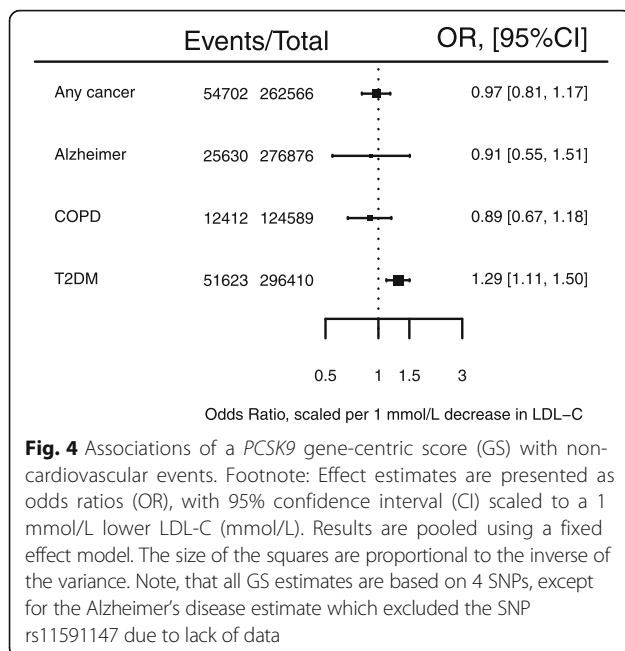 Events/Total OR, [95%CI]
Any cancer 54702 262566 0.97 [0.81, 1.17]
Alzheimer 25630 276876 0.91 [0.55, 1.51]
COPD 12412 124589 0.89 [0.67, 1.18]
T2DM 51623 296410 1.29 [1.11, 1.50]
0.5 1 1.5 3
Odds Ratio, scaled per 1 mmol/L decrease in LDL−C
Fig. 4 Associations of a PCSK9 gene-centric score (GS) with non-
cardiovascular events. Footnote: Effect estimates are presented as
odds ratios (OR), with 95% confidence interval (CI) scaled to a 1
mmol/L lower LDL-C (mmol/L). Results are pooled using a fixed
effect model. The size of the squares are proportional to the inverse of
the variance. Note, that all GS estimates are based on 4 SNPs, except
for the Alzheimer's disease estimate which excluded the SNP
rs11591147 due to lack of data